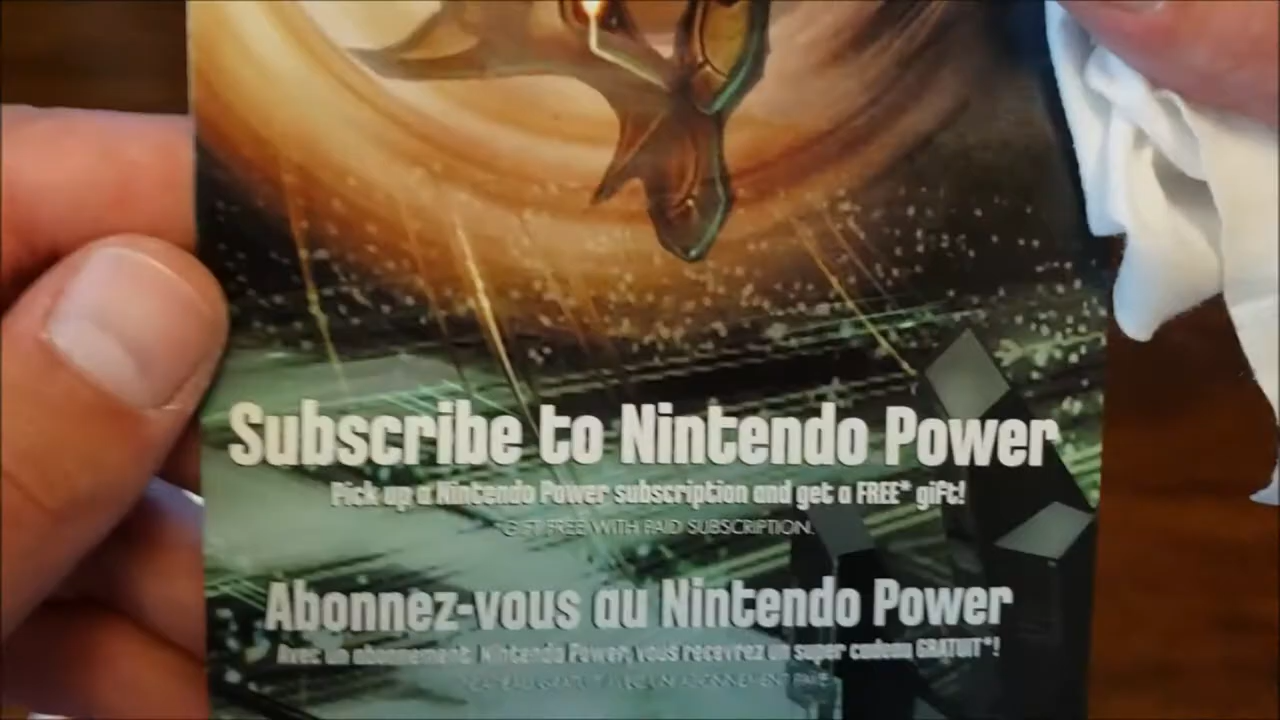 Subscribe to Nintendo Power
Pick up a Nintendo Power subscription and get a FREE* gift!
*GIFT FREE WITH PAID SUBSCRIPTION.
Abonnez-vous au Nintendo Power
Avec un abonnement Nintendo Power, vous recevrez un super cadeau GRATUIT*!